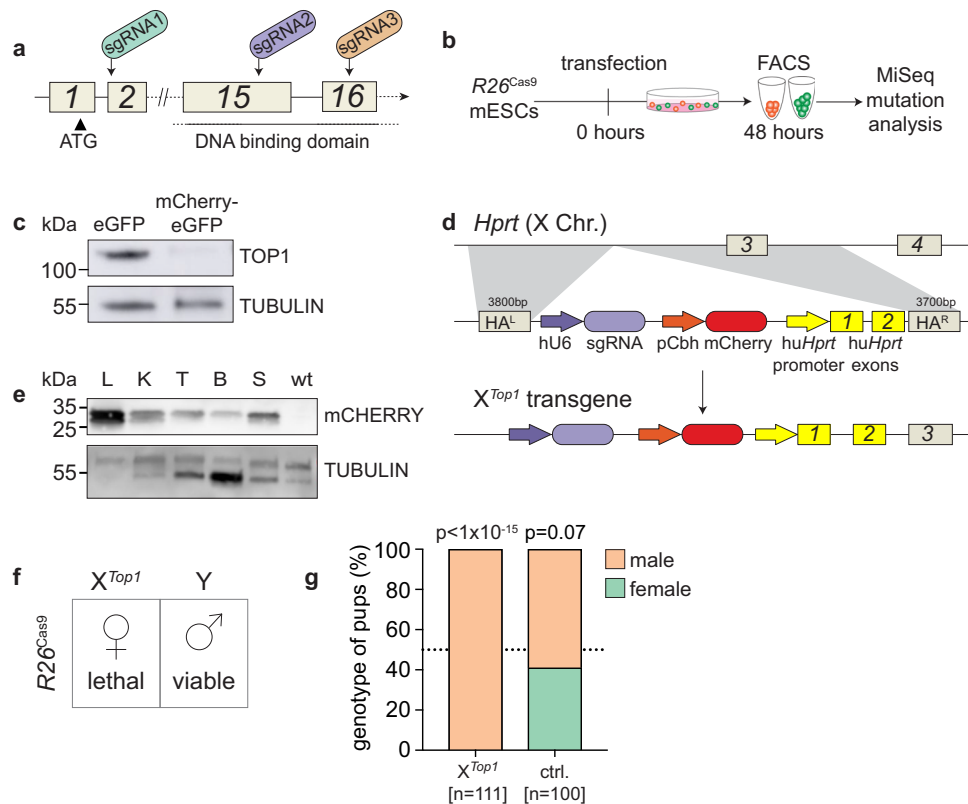 a
sgRNA1
sgRNA2
sgRNA3
1
2
//
15
16
ATG
DNA binding domain
b
R26Cas9
mESCs
transfection
0 hours
FACS
48 hours
MiSeq
mutation
analysis
c
kDa
eGFP
mCherry-
eGFP
100
TOP1
55
TUBULIN
d
Hprt (X Chr.)
3
4
3800bp
3700bp
HAL
1
2
HAR
hU6
sgRNA
pCbh mCherry
huHprt
promoter
huHprt
exons
XTop1 transgene
1
2
3
e
kDa
L K T B S wt
35
25
mCHERRY
55
TUBULIN
f
XTop1
Y
R26Cas9
♀
♂
lethal
viable
g
p<1x10-15
p=0.07
genotype of pups (%)
100
80
60
40
20
0
male
female
XTop1
[n=111]
ctrl.
[n=100]